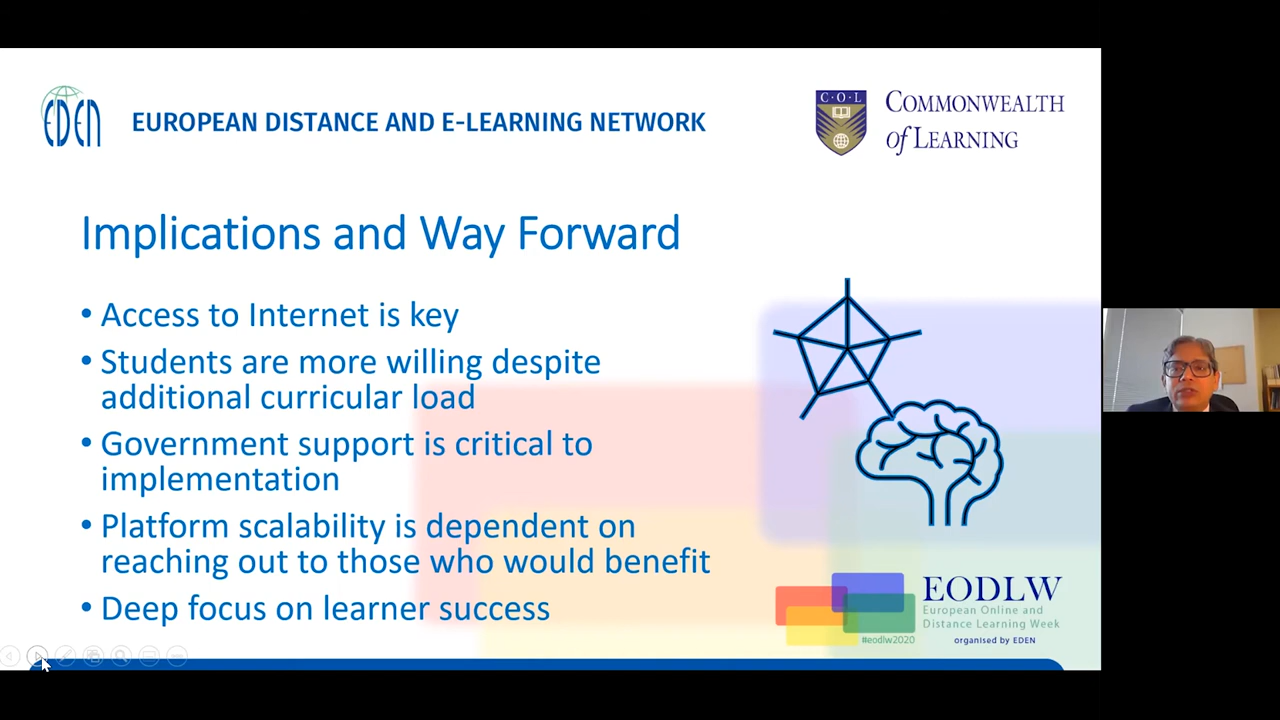 EDEN
EUROPEAN DISTANCE AND E-LEARNING NETWORK
C·O·L
COMMONWEALTH
of LEARNING
Implications and Way Forward
• Access to Internet is key
• Students are more willing despite
additional curricular load
• Government support is critical to
implementation
• Platform scalability is dependent on
reaching out to those who would benefit
• Deep focus on learner success
EODLW
European Online and
Distance Learning Week
#eodlw2020
organised by EDEN